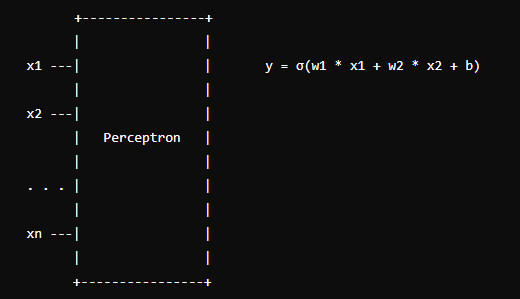 +----------------+
|                |
x1 ---|                |       y = σ(w1 * x1 + w2 * x2 + b)
|                |
x2 ---|                |
|   Perceptron   |
|                |
. . . |                |
|                |
xn ---|                |
|                |
+----------------+